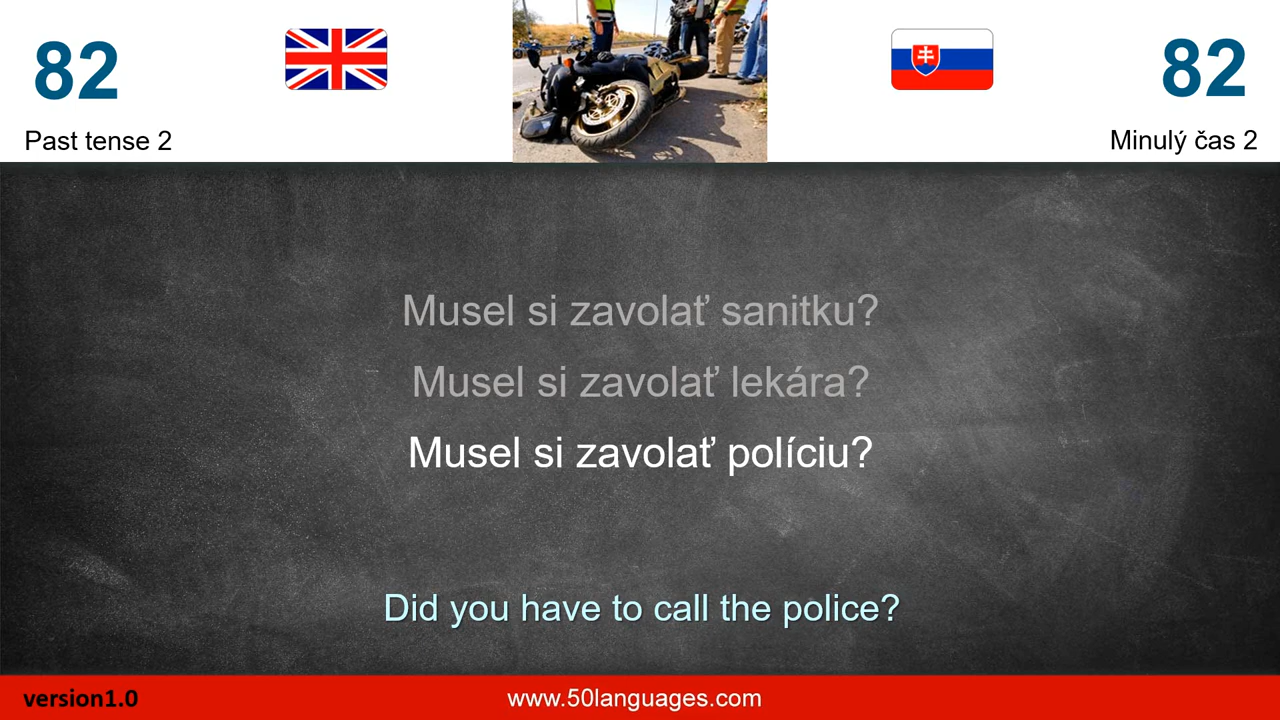 82
82
Past tense 2
Minulý čas 2
Musel si zavolať sanitku?
Musel si zavolať lekára?
Musel si zavolať políciu?
Did you have to call the police?
version1.0
www.50languages.com